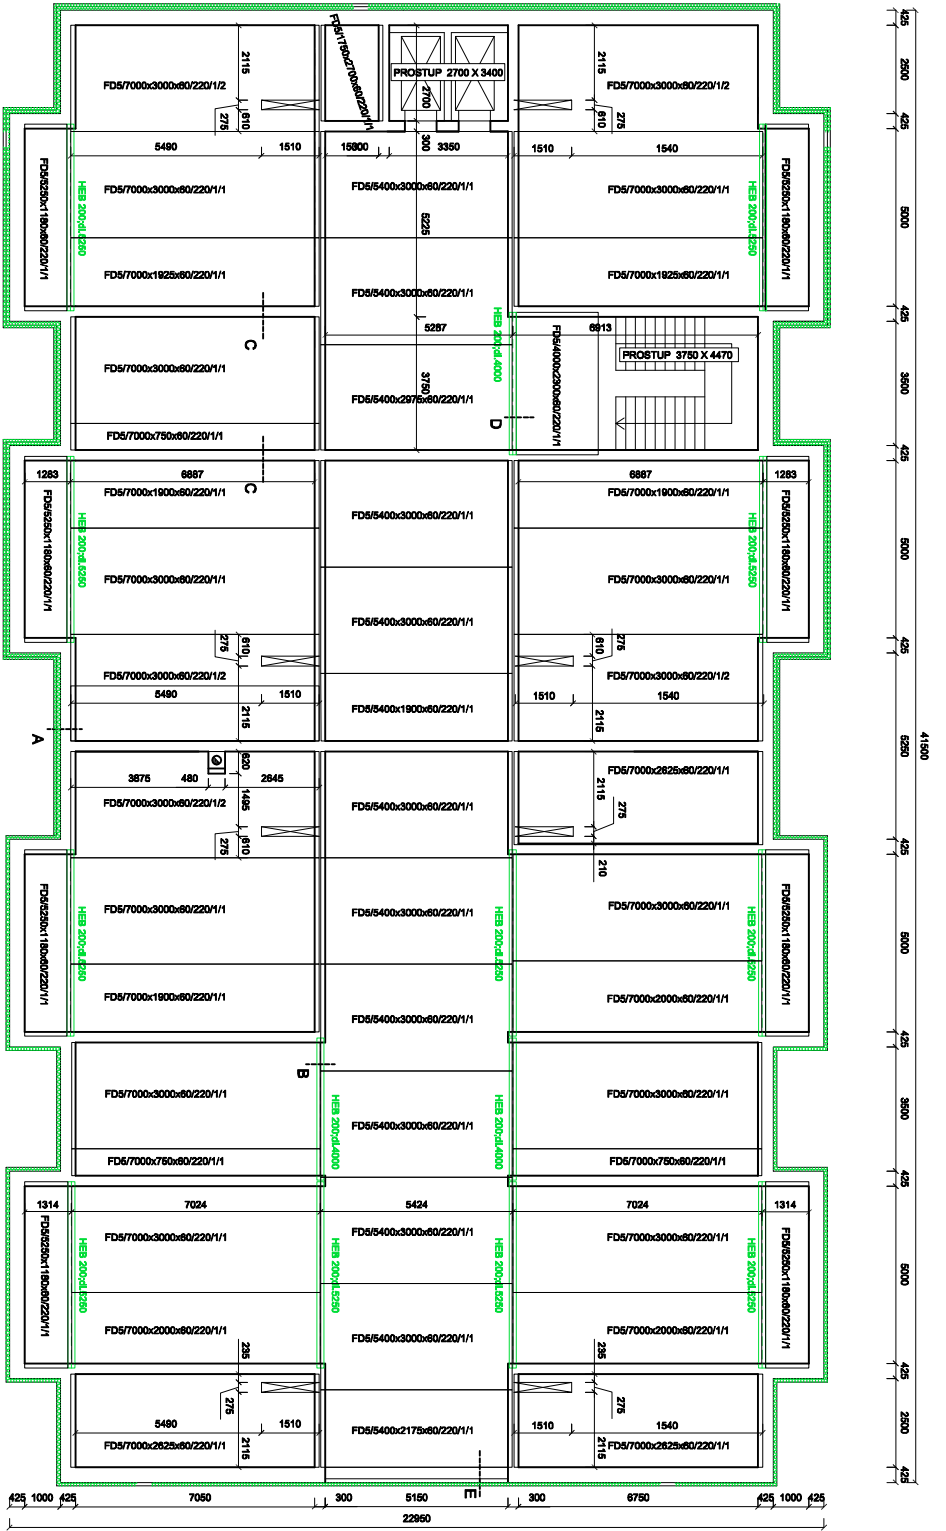 425
2500
425
5000
425
3500
425
5000
425
5250
425
5000
425
3500
425
5000
425
2500
425
41500
2115
FD5/7000x3000x60/220/1/2
610
275
FD5/1750x2700x60/220/1/1
PROSTUP 2700 X 3400
2700
2115
FD5/7000x3000x60/220/1/2
610
275
5490
1510
300
3350
1510
1540
FD5/5250x1180x60/220/1/1
HEB 200;dl.5250
FD5/7000x3000x60/220/1/1
FD5/5400x3000x60/220/1/1
FD5/7000x3000x60/220/1/1
HEB 200;dl.5250
FD5/5250x1180x60/220/1/1
5225
FD5/7000x1925x60/220/1/1
FD5/5400x3000x60/220/1/1
FD5/7000x1925x60/220/1/1
C
5287
6913
HEB 200;dl.4000
FD5/4000x2300x60/220/1/1
PROSTUP 3750 X 4470
FD5/7000x3000x60/220/1/1
3750
FD5/5400x2975x60/220/1/1
D
FD5/7000x750x60/220/1/1
C
1283
6887
6887
1283
FD5/7000x1900x60/220/1/1
FD5/7000x1900x60/220/1/1
FD5/5400x3000x60/220/1/1
FD5/5250x1180x60/220/1/1
HEB 200;dl.5250
HEB 200;dl.5250
FD5/5250x1180x60/220/1/1
FD5/7000x3000x60/220/1/1
FD5/7000x3000x60/220/1/1
FD5/5400x3000x60/220/1/1
275
610
610
275
FD5/7000x3000x60/220/1/2
FD5/7000x3000x60/220/1/2
5490
1510
1510
1540
FD5/5400x1900x60/220/1/1
2115
2115
A
620
3875
480
2645
FD5/7000x2625x60/220/1/1
2115
1495
FD5/7000x3000x60/220/1/2
FD5/5400x3000x60/220/1/1
275
610
275
210
FD5/5250x1180x60/220/1/1
HEB 200;dl.5250
FD5/7000x3000x60/220/1/1
FD5/5400x3000x60/220/1/1
HEB 200;dl.5250
FD5/7000x3000x60/220/1/1
HEB 200;dl.5250
FD5/5250x1180x60/220/1/1
FD5/7000x1900x60/220/1/1
FD5/5400x3000x60/220/1/1
FD5/7000x2000x60/220/1/1
B
FD5/7000x3000x60/220/1/1
HEB 200;dl.4000
FD5/5400x3000x60/220/1/1
HEB 200;dl.4000
FD5/7000x3000x60/220/1/1
FD5/7000x750x60/220/1/1
FD5/7000x750x60/220/1/1
1314
7024
5424
7024
1314
FD5/5250x1180x60/220/1/1
HEB 200;dl.5250
FD5/7000x3000x60/220/1/1
HEB 200;dl.5250
FD5/5400x3000x60/220/1/1
FD5/7000x3000x60/220/1/1
HEB 200;dl.5250
FD5/5250x1180x60/220/1/1
FD5/7000x2000x60/220/1/1
FD5/5400x3000x60/220/1/1
FD5/7000x2000x60/220/1/1
235
275
235
275
5490
1510
1510
1540
FD5/7000x2625x60/220/1/1
2115
FD5/5400x2175x60/220/1/1
2115
FD5/7000x2625x60/220/1/1
E
425
1000
425
7050
300
5150
300
6750
425
1000
425
22950